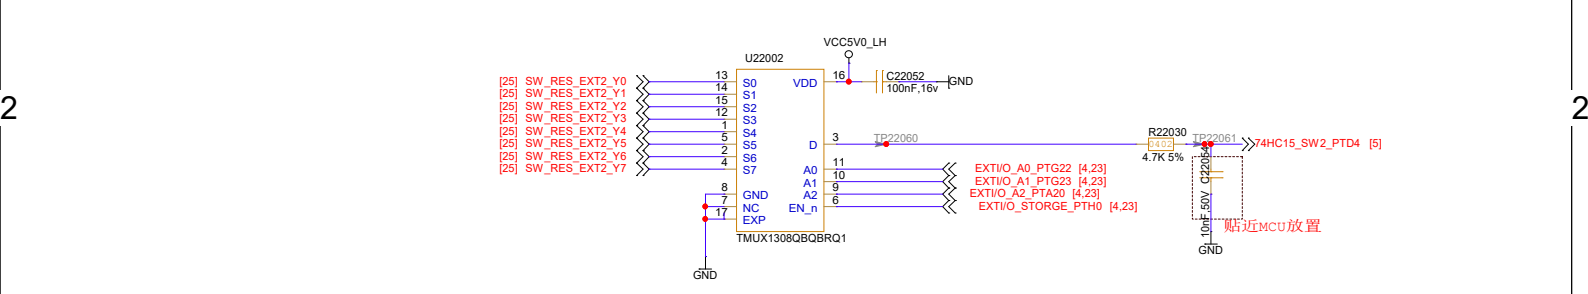 VCC5V0_LH
U22002
[25] SW_RES_EXT2_Y0 13 S0 VDD 16 C22052 GND
100nF,16v
[25] SW_RES_EXT2_Y1 14 S1
[25] SW_RES_EXT2_Y2 15 S2
[25] SW_RES_EXT2_Y3 12 S3
[25] SW_RES_EXT2_Y4 1 S4
[25] SW_RES_EXT2_Y5 5 S5 D 3 TP22060 R22030 TP22061 74HC15_SW2_PTD4 [5]
0402
4.7K 5%
[25] SW_RES_EXT2_Y6 2 S6
[25] SW_RES_EXT2_Y7 4 S7 A0 11 EXTI/O_A0_PTG22 [4,23]
A1 10 EXTI/O_A1_PTG23 [4,23]
8 GND A2 9 EXTI/O_A2_PTA20 [4,23]
7 NC EN_n 6 EXTI/O_STORGE_PTH0 [4,23]
17 EXP
TMUX1308QBQBRQ1
GND
C22054
10nF,50V
贴近MCU放置
GND
2
2